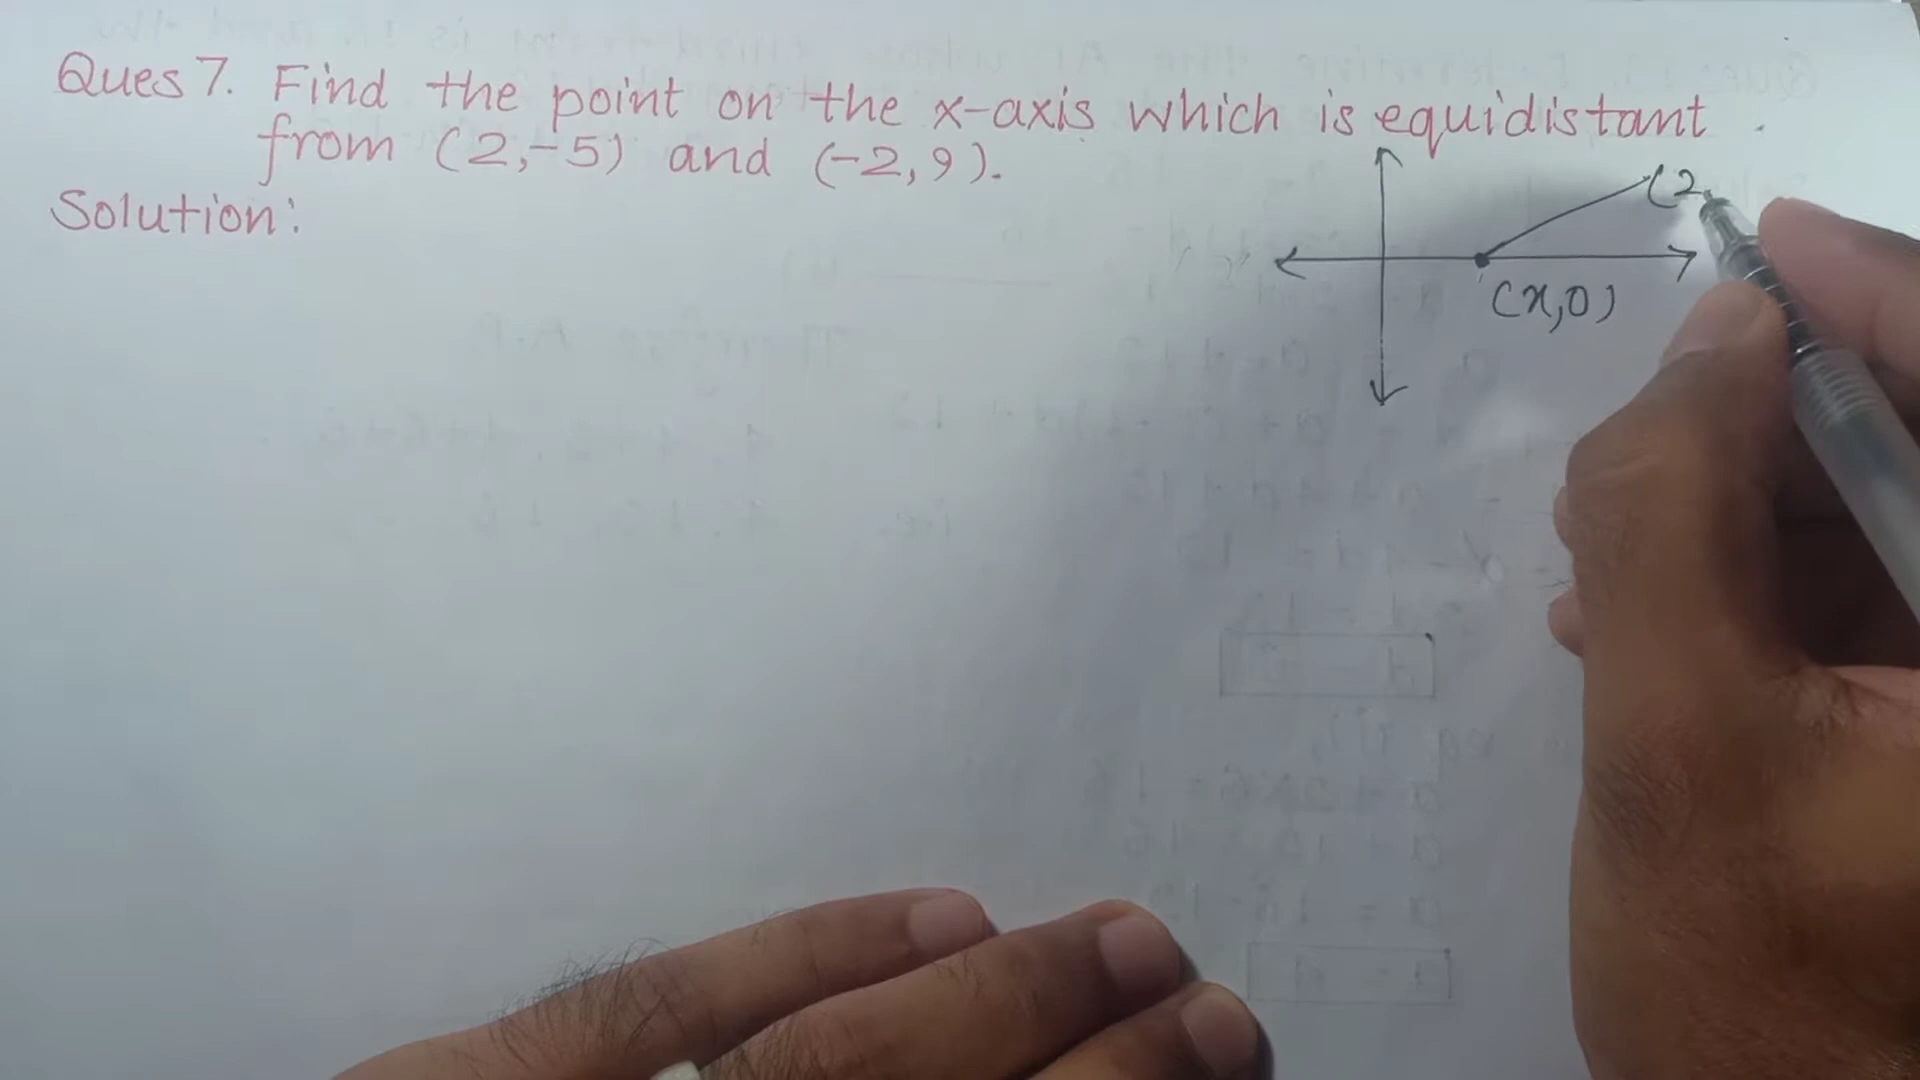 Ques 7. Find the point on the x-axis which is equidistant
from (2,-5) and (-2,9).
Solution:
(2,
(x,0)